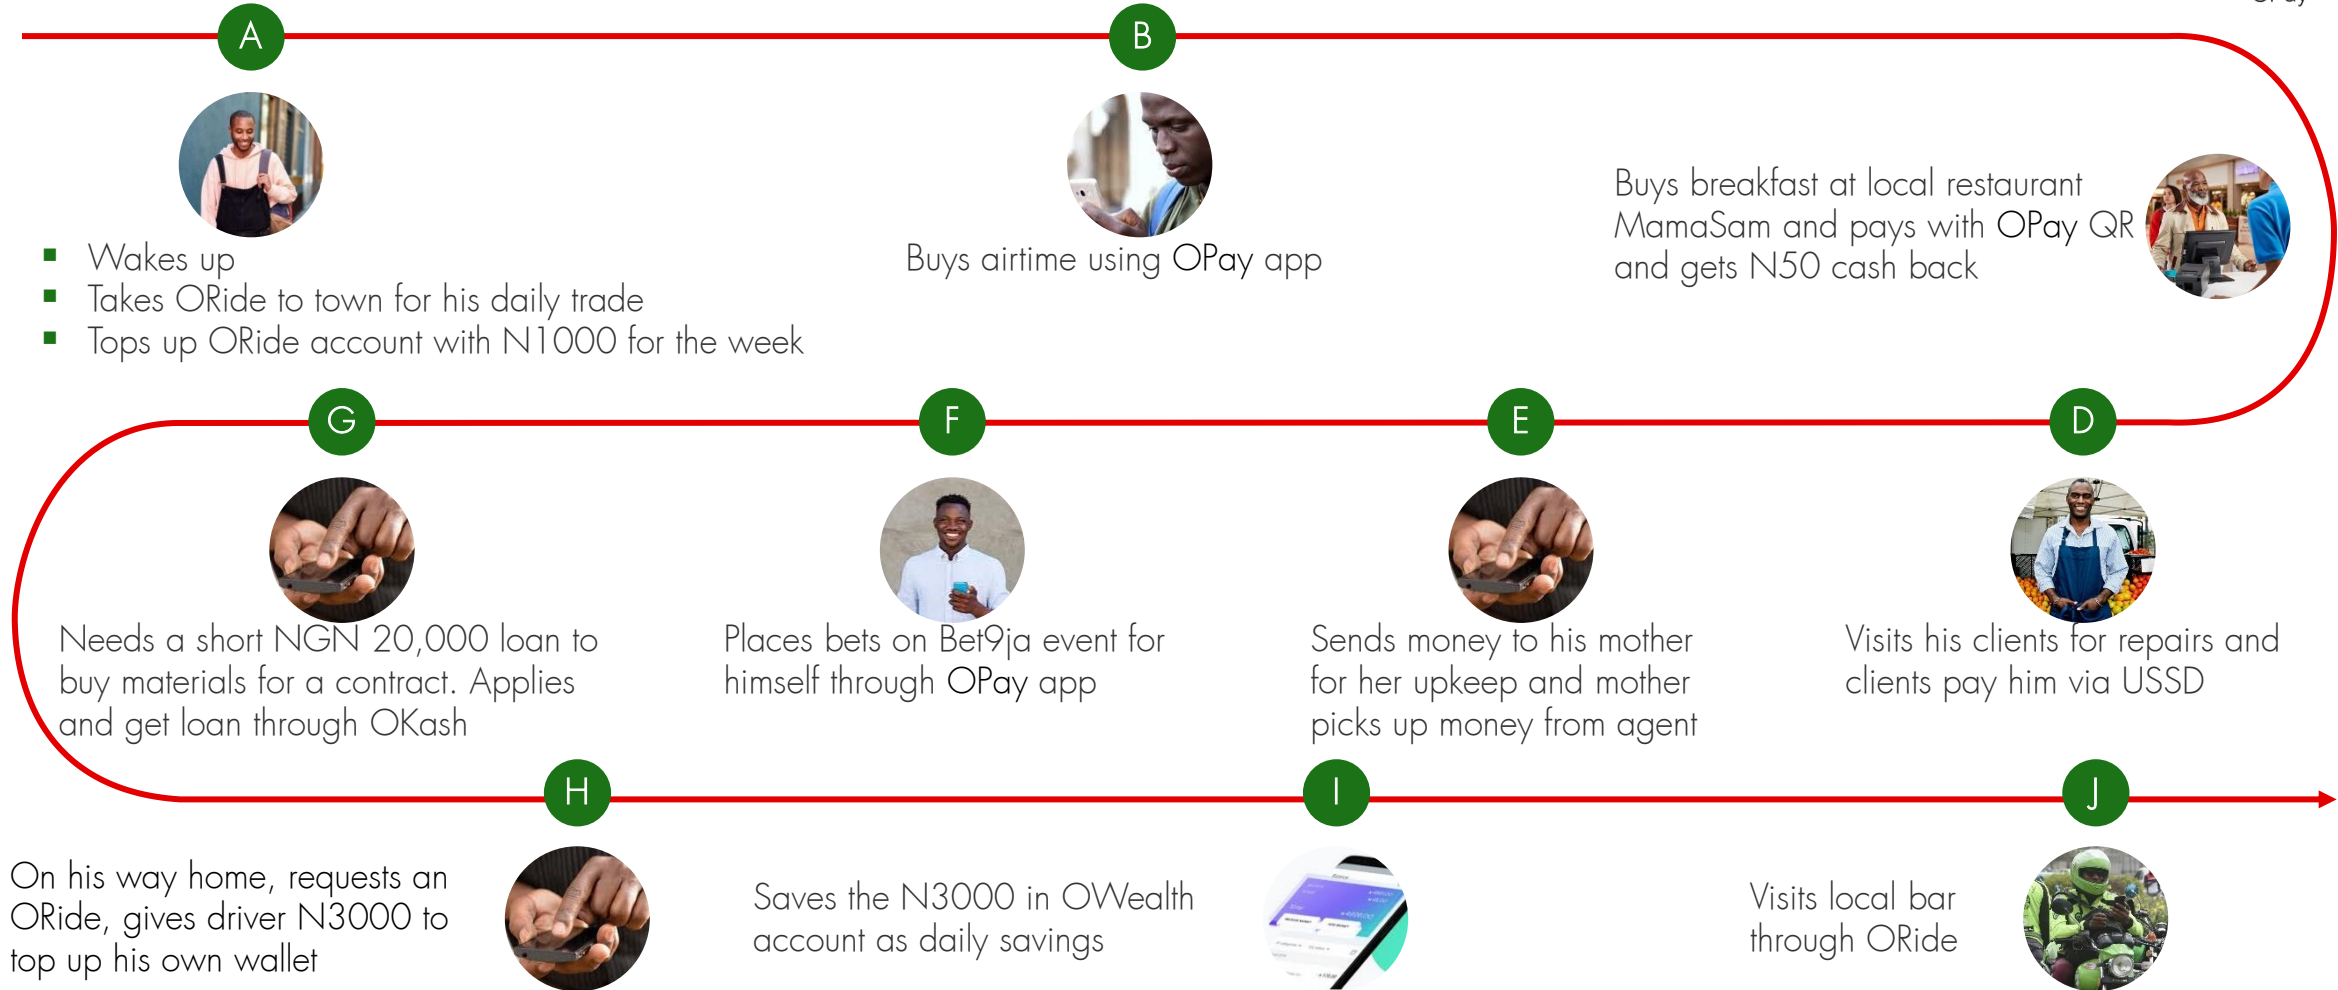 OPay
A
B
▪ Wakes up
▪ Takes ORide to town for his daily trade
▪ Tops up ORide account with N1000 for the week
Buys airtime using OPay app
Buys breakfast at local restaurant
MamaSam and pays with OPay QR
and gets N50 cash back
D
Visits his clients for repairs and
clients pay him via USSD
E
Sends money to his mother
for her upkeep and mother
picks up money from agent
F
Places bets on Bet9ja event for
himself through OPay app
G
Needs a short NGN 20,000 loan to
buy materials for a contract. Applies
and get loan through OKash
H
On his way home, requests an
ORide, gives driver N3000 to
top up his own wallet
I
Saves the N3000 in OWealth
account as daily savings
J
Visits local bar
through ORide